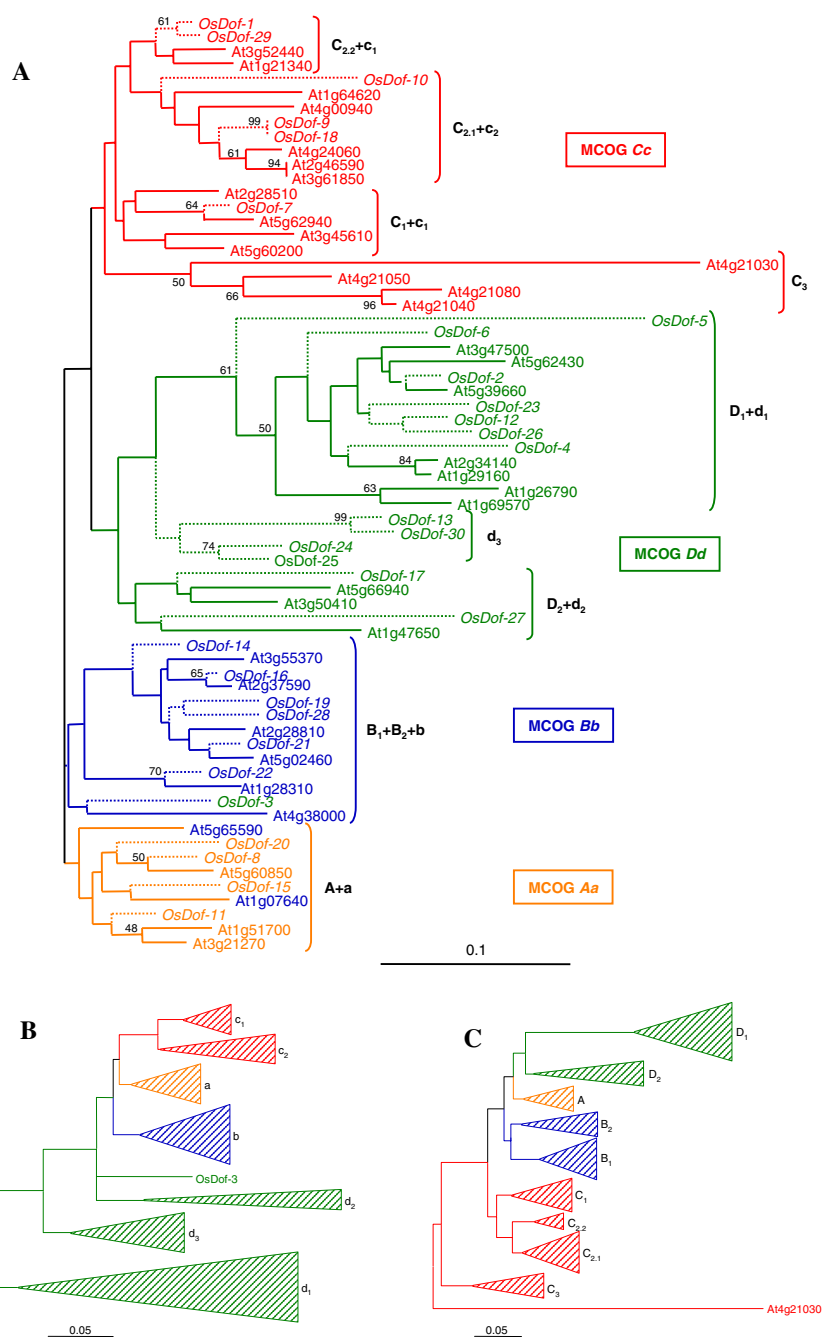 A
61
OsDof-1
OsDof-29
At3g52440
At1g21340
C2.2+c1
OsDof-10
At1g64620
At4g00940
99
OsDof-9
OsDof-18
61
At4g24060
94
At2g46590
At3g61850
C2.1+c2
MCOG Cc
At2g28510
64
OsDof-7
At5g62940
At3g45610
At5g60200
C1+c1
At4g21030
50
At4g21050
66
At4g21080
96
At4g21040
C3
OsDof-5
OsDof-6
At3g47500
At5g62430
61
OsDof-2
At5g39660
OsDof-23
OsDof-12
50
OsDof-26
OsDof-4
84
At2g34140
At1g29160
63
At1g26790
At1g69570
D1+d1
99
OsDof-13
OsDof-30
74
OsDof-24
OsDof-25
d3
MCOG Dd
OsDof-17
At5g66940
At3g50410
OsDof-27
At1g47650
D2+d2
OsDof-14
At3g55370
65
OsDof-16
At2g37590
OsDof-19
OsDof-28
At2g28810
OsDof-21
At5g02460
70
OsDof-22
At1g28310
OsDof-3
At4g38000
B1+B2+b
MCOG Bb
At5g65590
OsDof-20
50
OsDof-8
At5g60850
OsDof-15
At1g07640
OsDof-11
48
At1g51700
At3g21270
A+a
MCOG Aa
0.1
B
c1
c2
a
b
OsDof-3
d2
d3
d1
0.05
C
D1
D2
A
B2
B1
C1
C2.2
C2.1
C3
At4g21030
0.05